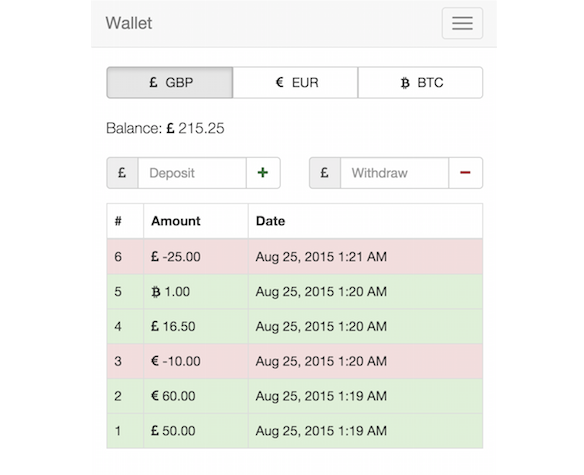 Wallet
£ GBP € EUR ₿ BTC
Balance: £ 215.25
£ Deposit + £ Withdraw −
# Amount Date
6 £ -25.00 Aug 25, 2015 1:21 AM
5 ₿ 1.00 Aug 25, 2015 1:20 AM
4 £ 16.50 Aug 25, 2015 1:20 AM
3 € -10.00 Aug 25, 2015 1:20 AM
2 € 60.00 Aug 25, 2015 1:19 AM
1 £ 50.00 Aug 25, 2015 1:19 AM